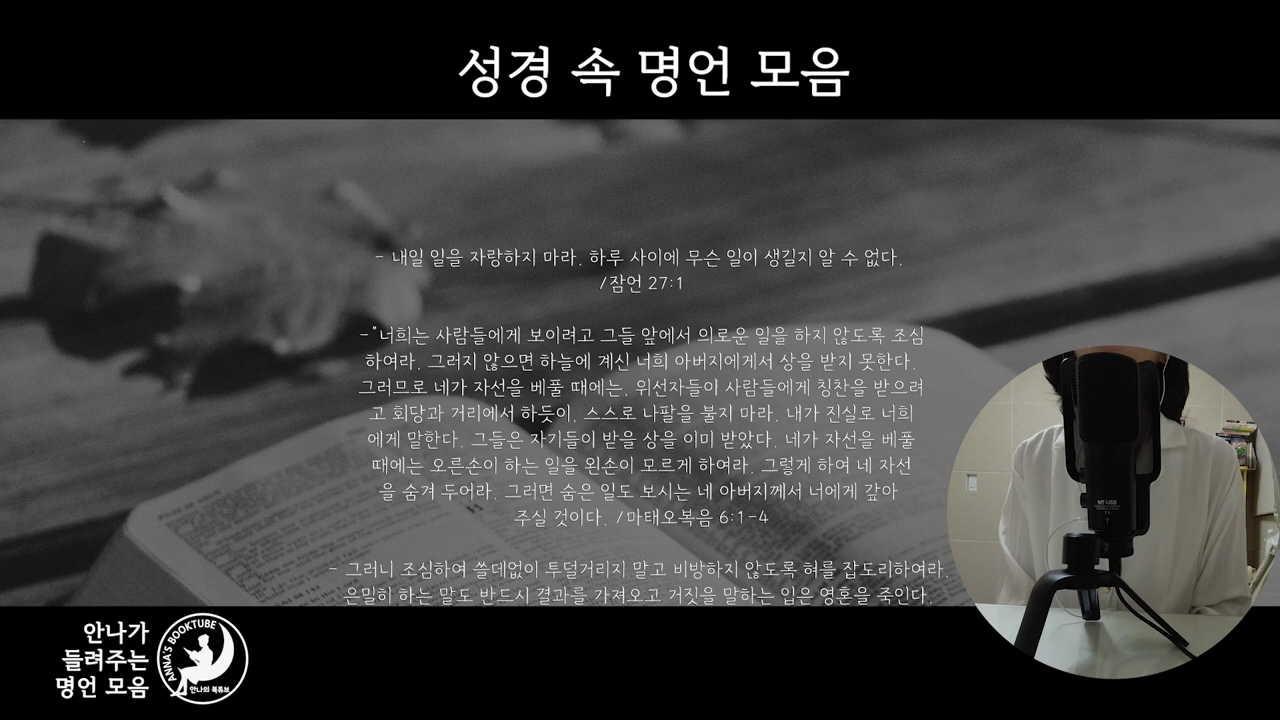 성경 속 명언 모음
- 내일 일을 자랑하지 마라. 하루 사이에 무슨 일이 생길지 알 수 없다.
/잠언 27:1
-"너희는 사람들에게 보이려고 그들 앞에서 의로운 일을 하지 않도록 조심
하여라. 그러지 않으면 하늘에 계신 너희 아버지에게서 상을 받지 못한다.
그러므로 네가 자선을 베풀 때에는, 위선자들이 사람들에게 칭찬을 받으려
고 회당과 거리에서 하듯이, 스스로 나팔을 불지 마라. 내가 진실로 너희
에게 말한다. 그들은 자기들이 받을 상을 이미 받았다. 네가 자선을 베풀
때에는 오른손이 하는 일을 왼손이 모르게 하여라. 그렇게 하여 네 자선
을 숨겨 두어라. 그러면 숨은 일도 보시는 네 아버지께서 너에게 갚아
주실 것이다. /마태오복음 6:1-4
- 그러니 조심하여 쓸데없이 투덜거리지 말고 비방하지 않도록 혀를 잡도리하여라.
은밀히 하는 말도 반드시 결과를 가져오고 거짓을 말하는 입은 영혼을 죽인다.
안나가
들려주는
명언 모음
ANNA'S BOOKTUBE
안나의 북튜브
NT-USB